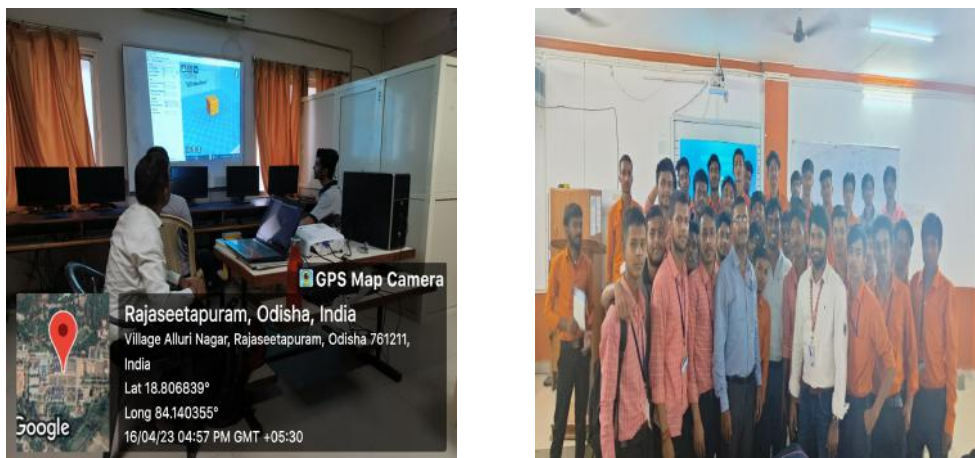 GPS Map Camera
Rajaseetapuram, Odisha, India
Village Alluri Nagar, Rajaseetapuram, Odisha 761211,
India
Lat 18.806839°
Long 84.140355°
16/04/23 04:57 PM GMT +05:30
Google